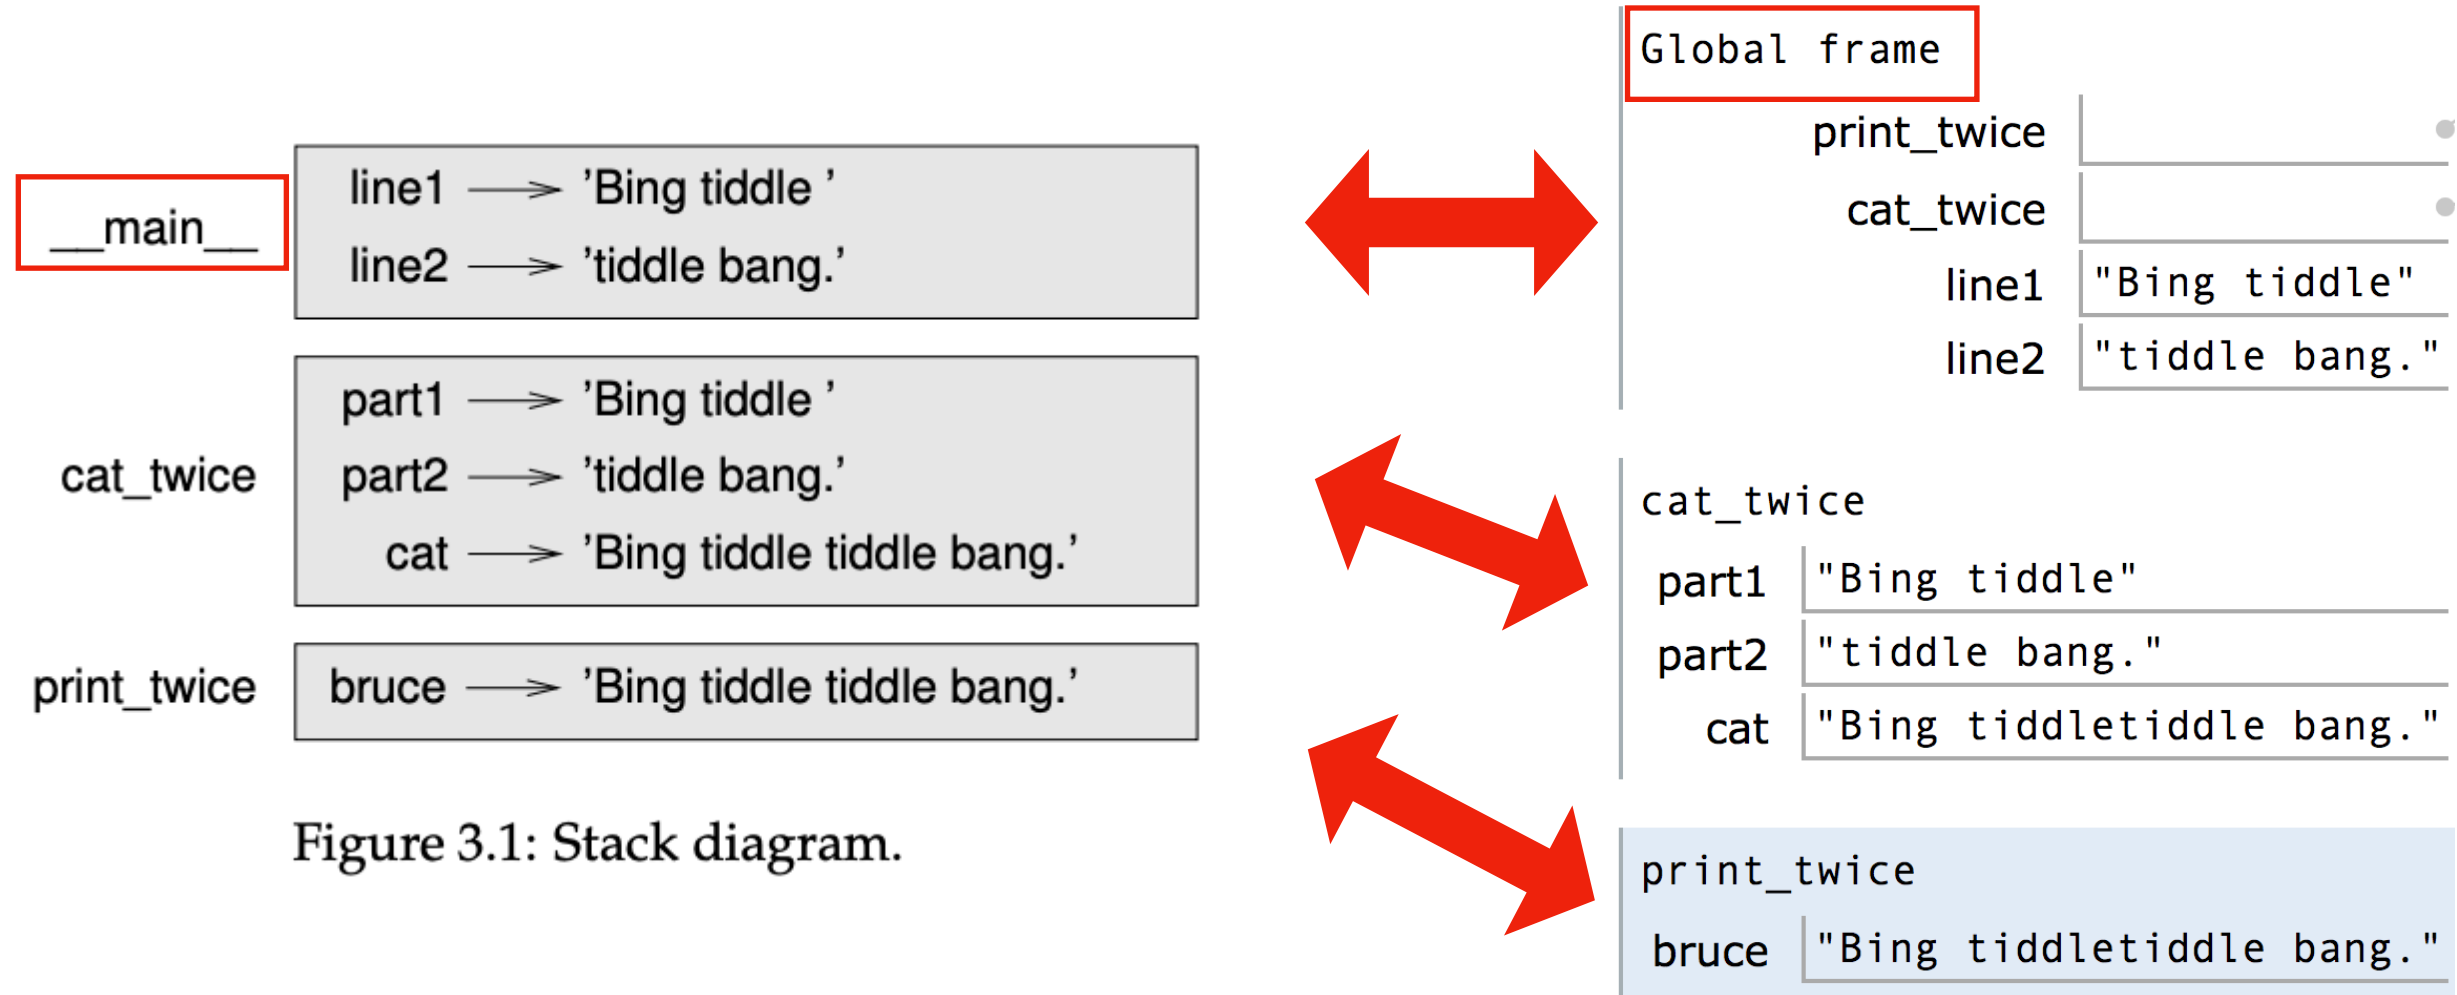 __main__
line1 → ’Bing tiddle ’
line2 → ’tiddle bang.’
cat_twice
part1 → ’Bing tiddle ’
part2 → ’tiddle bang.’
cat → ’Bing tiddle tiddle bang.’
print_twice
bruce → ’Bing tiddle tiddle bang.’
Figure 3.1: Stack diagram.
Global frame
print_twice
cat_twice
line1 "Bing tiddle"
line2 "tiddle bang."
cat_twice
part1 "Bing tiddle"
part2 "tiddle bang."
cat "Bing tiddletiddle bang."
print_twice
bruce "Bing tiddletiddle bang."